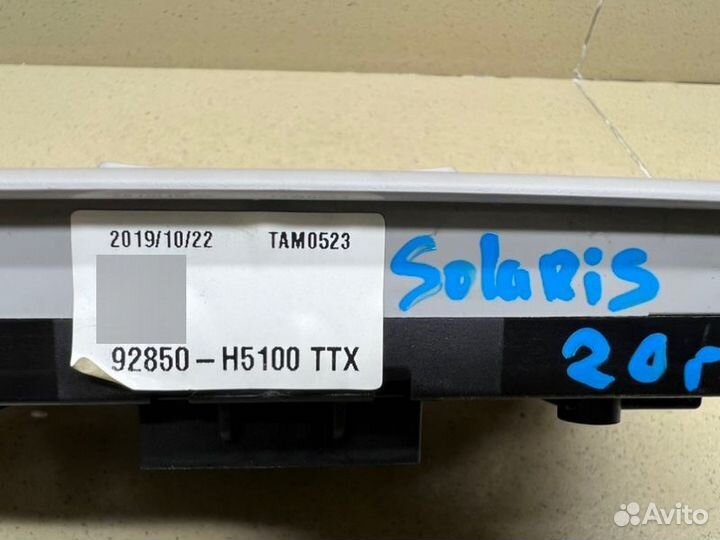 2019/10/22 TAM0523
92850-H5100 TTX
Solaris
20г
Avito